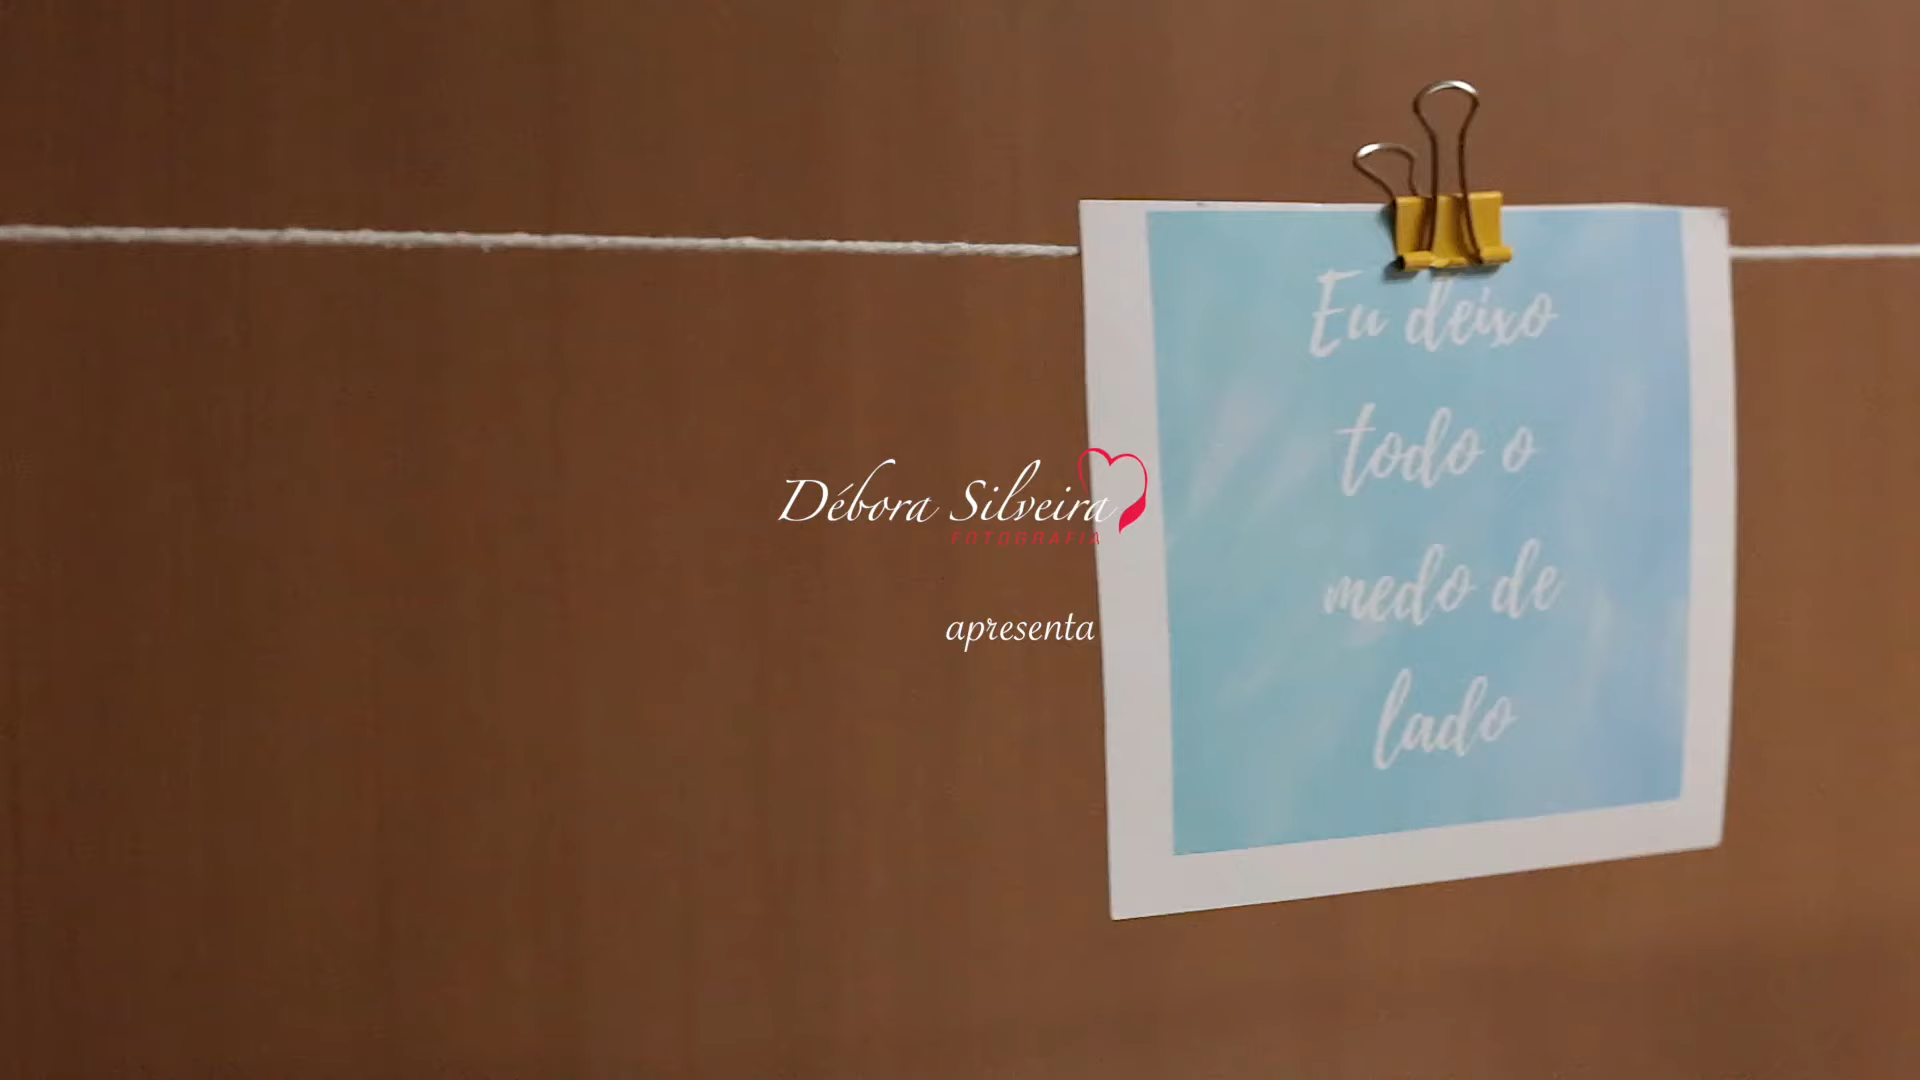 Eu deixo
todo o
medo de
lado
Débora Silveira
FOTOGRAFIA
apresenta